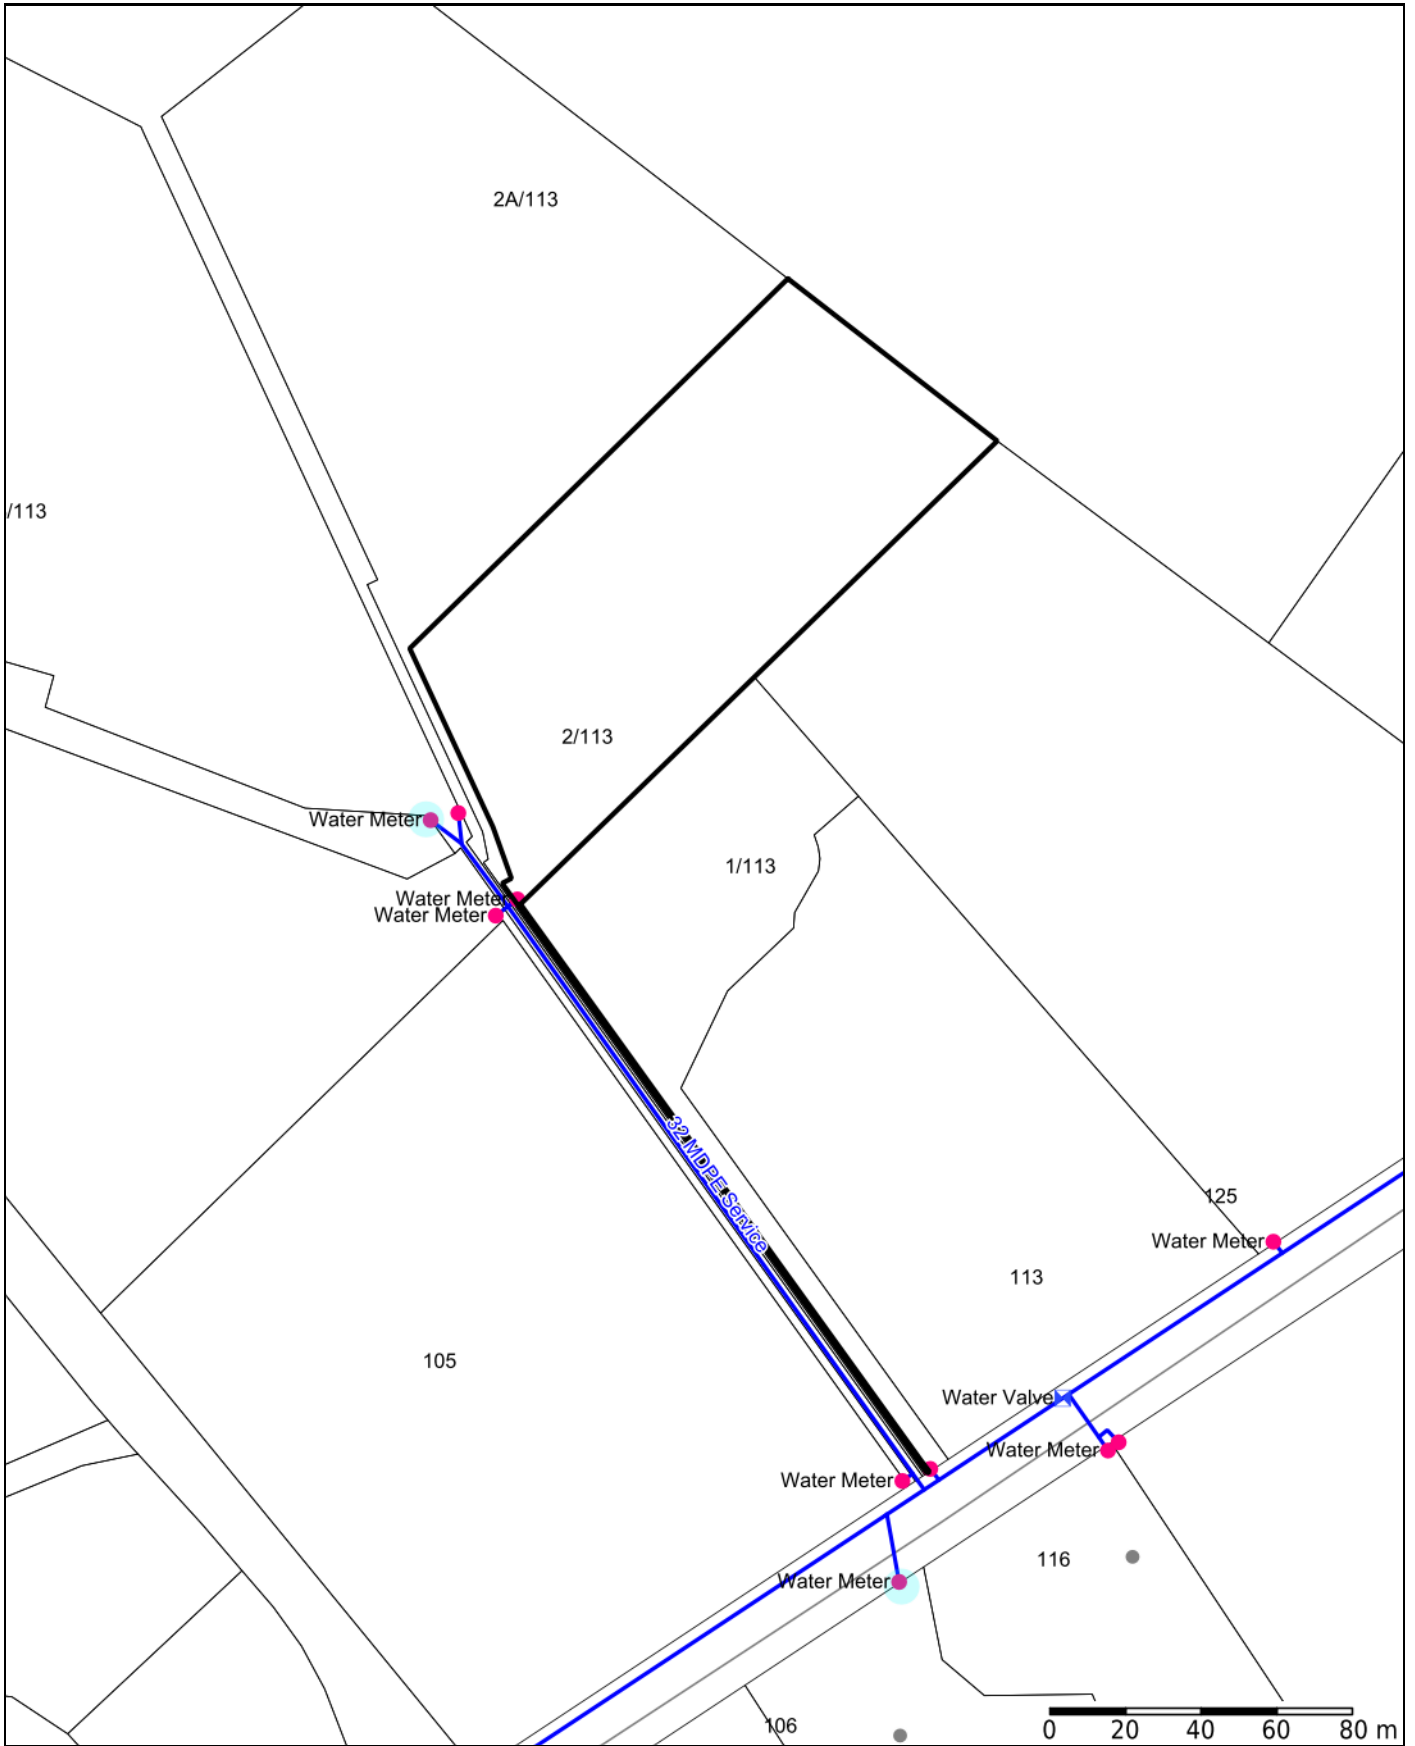 2A/113
/113
2/113
Water Meter
1/113
Water Meter
Water Meter
32 MDPE Service
125
Water Meter
113
105
Water Valve
Water Meter
Water Meter
116
Water Meter
106
0 20 40 60 80 m